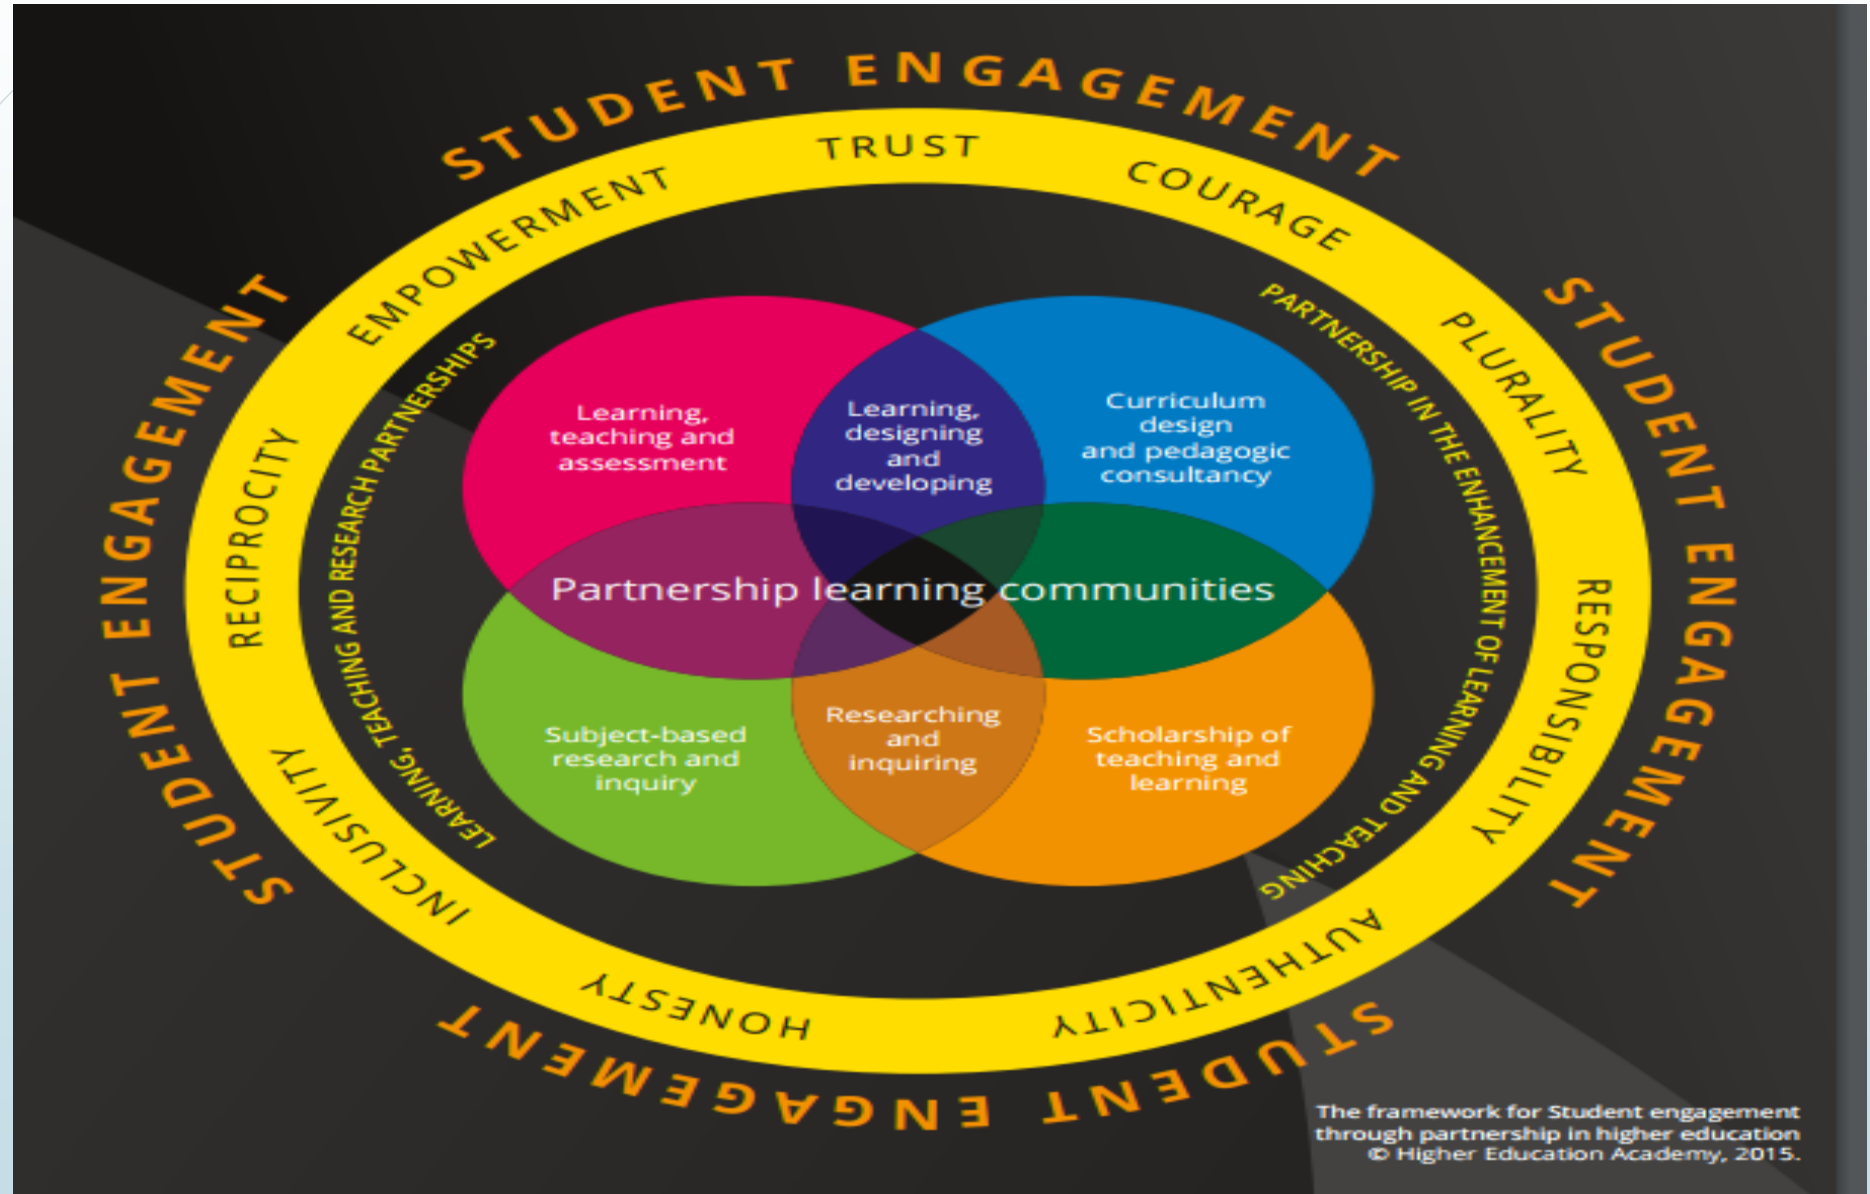 STUDENT ENGAGEMENT
STUDENT ENGAGEMENT
STUDENT ENGAGEMENT
STUDENT ENGAGEMENT
TRUST
COURAGE
PLURALITY
RESPONSIBILITY
AUTHENTICITY
HONESTY
INCLUSIVITY
RECIPROCITY
EMPOWERMENT
LEARNING, TEACHING AND RESEARCH PARTNERSHIPS
PARTNERSHIP IN THE ENHANCEMENT OF LEARNING AND TEACHING
Learning,
teaching and
assessment
Learning,
designing
and
developing
Curriculum
design
and pedagogic
consultancy
Partnership learning communities
Subject-based
research and
inquiry
Researching
and
inquiring
Scholarship of
teaching and
learning
The framework for Student engagement
through partnership in higher education
© Higher Education Academy, 2015.